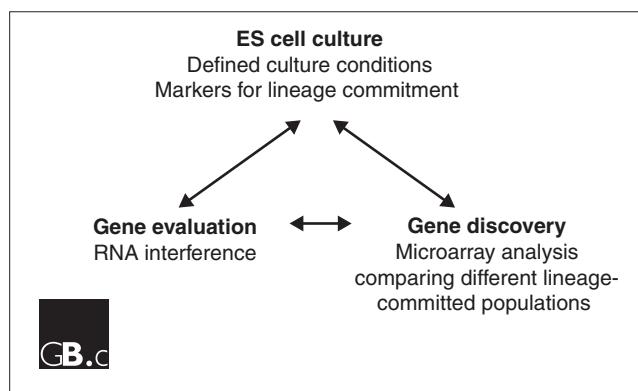 ES cell culture
Defined culture conditions
Markers for lineage commitment
Gene evaluation
RNA interference
Gene discovery
Microarray analysis
comparing different lineage-
committed populations
GB.c